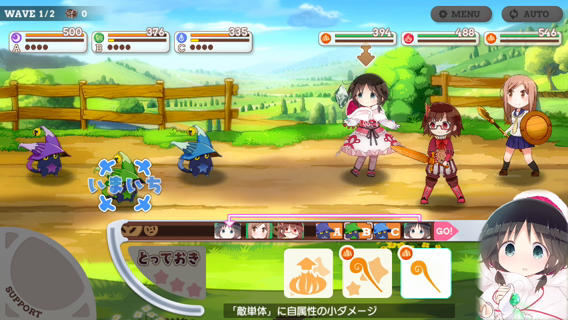 WAVE 1/2 0
MENU
AUTO
500
376
335
394
488
546
A
B
C
いまいち
A B C GO!
とっておき
SUPPORT
「敵単体」に自属性の小ダメージ